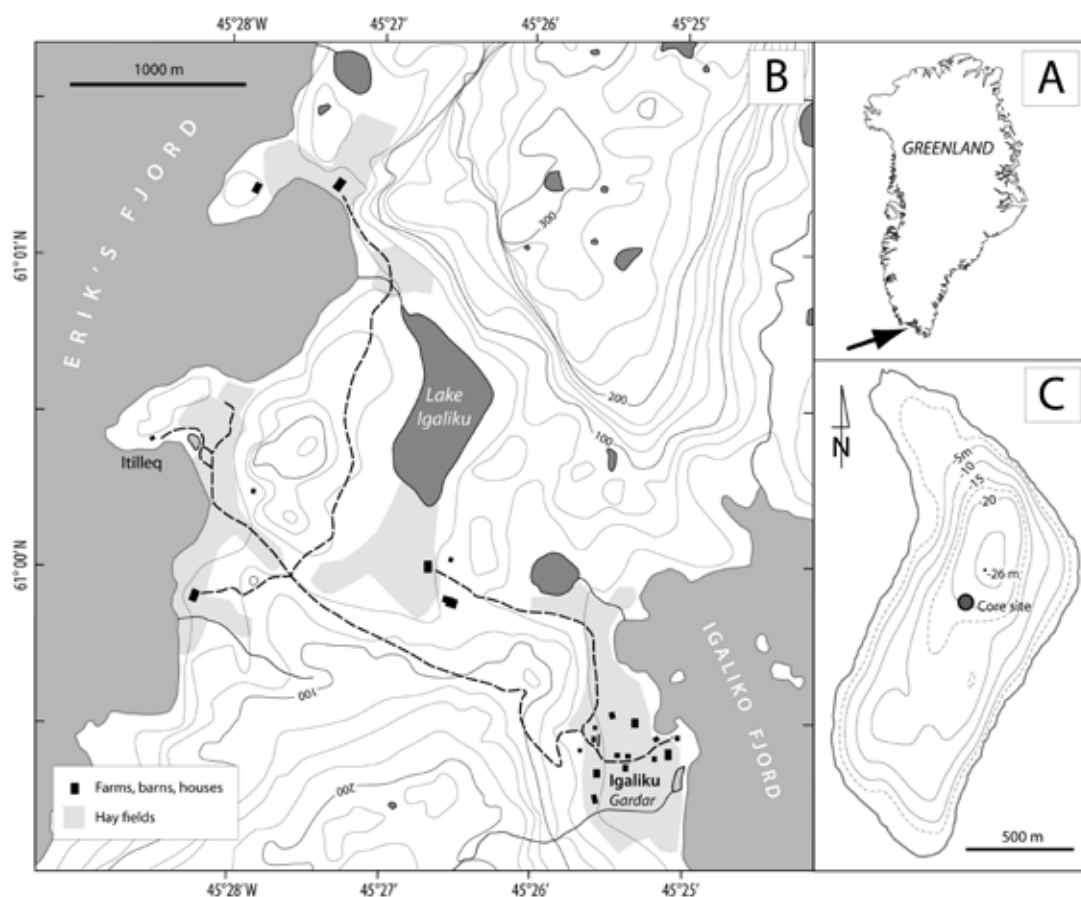 45°28'W
45°27'
45°26'
45°25'
1000 m
B
ERIK'S FJORD
61°01'N
300
200
100
Lake
Igaliku
Itilleq
61°00'N
100
200
IGALIKO FJORD
Igaliku
Garđar
Farms, barns, houses
Hay fields
45°28'W
45°27'
45°26'
45°25'
A
GREENLAND
C
N
-5m
-10
-15
-20
-26 m
Core site
500 m